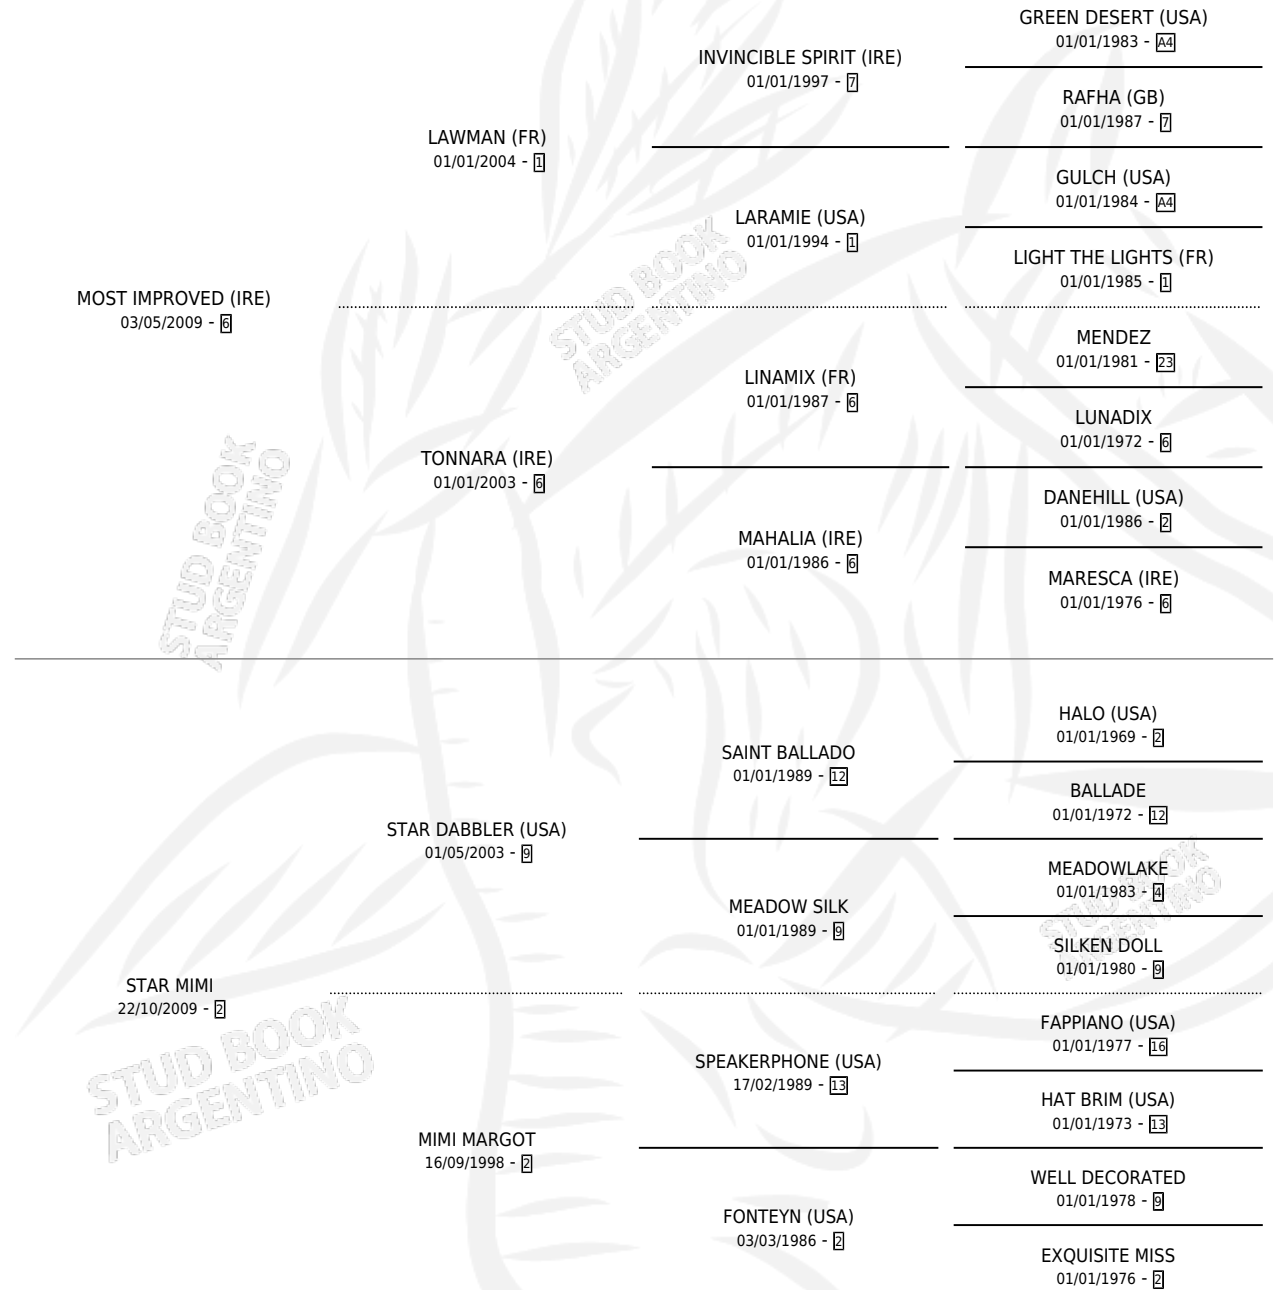 GREEN DESERT (USA)
01/01/1983 - A4
INVINCIBLE SPIRIT (IRE)
01/01/1997 - 7
RAFHA (GB)
01/01/1987 - 7
LAWMAN (FR)
01/01/2004 - 1
GULCH (USA)
01/01/1984 - A4
LARAMIE (USA)
01/01/1994 - 1
LIGHT THE LIGHTS (FR)
01/01/1985 - 1
MOST IMPROVED (IRE)
03/05/2009 - 6
STUD BOOK
ARGENTINO
MENDEZ
01/01/1981 - 23
LINAMIX (FR)
01/01/1987 - 6
LUNADIX
01/01/1972 - 6
TONNARA (IRE)
01/01/2003 - 6
DANEHILL (USA)
01/01/1986 - 2
MAHALIA (IRE)
01/01/1986 - 6
MARESCA (IRE)
01/01/1976 - 6
STUD BOOK
ARGENTINO
HALO (USA)
01/01/1969 - 2
SAINT BALLADO
01/01/1989 - 12
BALLADE
01/01/1972 - 12
STAR DABBLER (USA)
01/05/2003 - 9
MEADOWLAKE
01/01/1983 - 4
MEADOW SILK
01/01/1989 - 9
SILKEN DOLL
01/01/1980 - 9
STUD BOOK
ARGENTINO
STAR MIMI
22/10/2009 - 2
FAPPIANO (USA)
01/01/1977 - 16
SPEAKERPHONE (USA)
17/02/1989 - 13
HAT BRIM (USA)
01/01/1973 - 13
STUD BOOK
ARGENTINO
MIMI MARGOT
16/09/1998 - 2
WELL DECORATED
01/01/1978 - 9
FONTEYN (USA)
03/03/1986 - 2
EXQUISITE MISS
01/01/1976 - 2